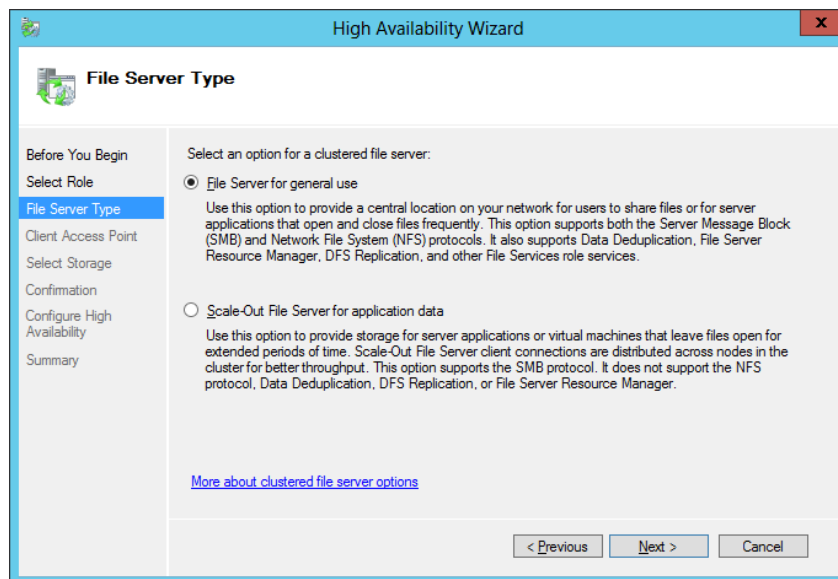 High Availability Wizard
X
File Server Type
Before You Begin
Select Role
File Server Type
Client Access Point
Select Storage
Confirmation
Configure High
Availability
Summary
Select an option for a clustered file server:
File Server for general use
Use this option to provide a central location on your network for users to share files or for server
applications that open and close files frequently. This option supports both the Server Message Block
(SMB) and Network File System (NFS) protocols. It also supports Data Deduplication, File Server
Resource Manager, DFS Replication, and other File Services role services.
Scale-Out File Server for application data
Use this option to provide storage for server applications or virtual machines that leave files open for
extended periods of time. Scale-Out File Server client connections are distributed across nodes in the
cluster for better throughput. This option supports the SMB protocol. It does not support the NFS
protocol, Data Deduplication, DFS Replication, or File Server Resource Manager.
More about clustered file server options
< Previous
Next >
Cancel